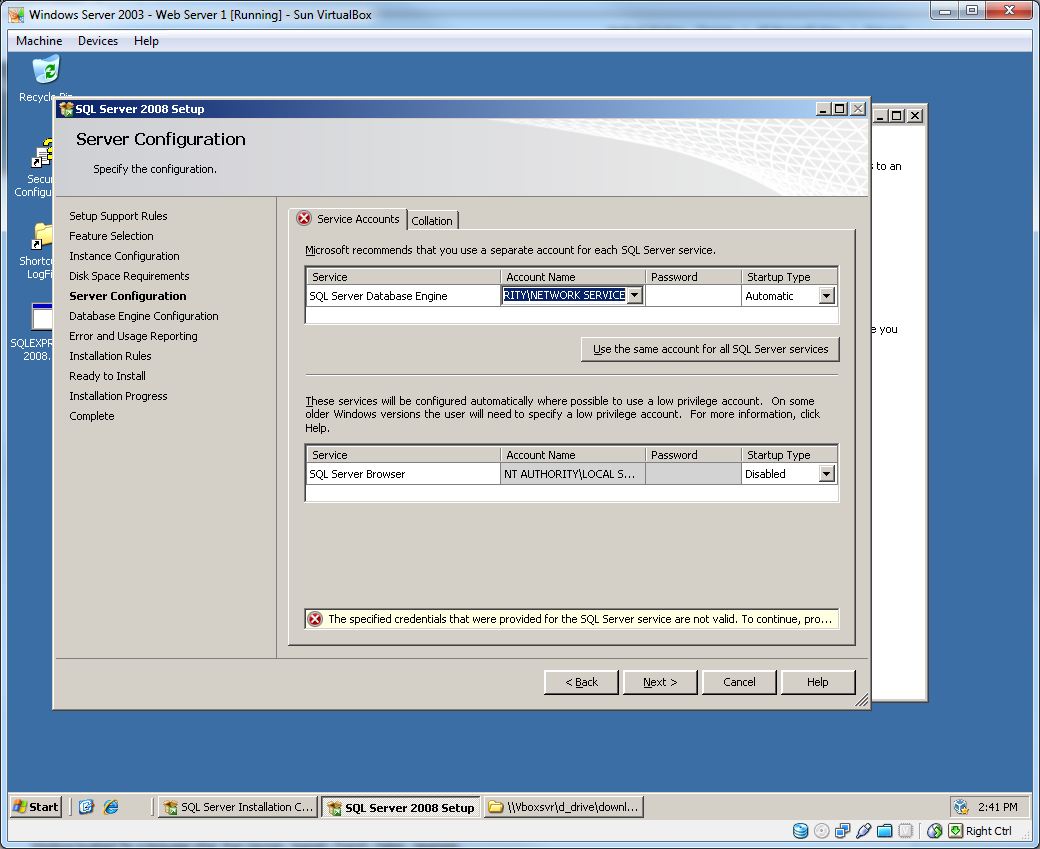 Windows Server 2003 - Web Server 1 [Running] - Sun VirtualBox
Machine Devices Help
Recycle Bin
Secu
Configu
Shortc
LogFi
SQLEXPR
2008.
SQL Server 2008 Setup
Server Configuration
Specify the configuration.
Setup Support Rules
Feature Selection
Instance Configuration
Disk Space Requirements
Server Configuration
Database Engine Configuration
Error and Usage Reporting
Installation Rules
Ready to Install
Installation Progress
Complete
Service Accounts Collation
Microsoft recommends that you use a separate account for each SQL Server service.
Service Account Name Password Startup Type
SQL Server Database Engine RITY\NETWORK SERVICE Automatic
Use the same account for all SQL Server services
These services will be configured automatically where possible to use a low privilege account. On some
older Windows versions the user will need to specify a low privilege account. For more information, click
Help.
Service Account Name Password Startup Type
SQL Server Browser NT AUTHORITY\LOCAL S... Disabled
The specified credentials that were provided for the SQL Server service are not valid. To continue, pro...
< Back Next > Cancel Help
s to an
e you
Start SQL Server Installation C... SQL Server 2008 Setup \\Vboxsvr\d_drive\downl... 2:41 PM
Right Ctrl